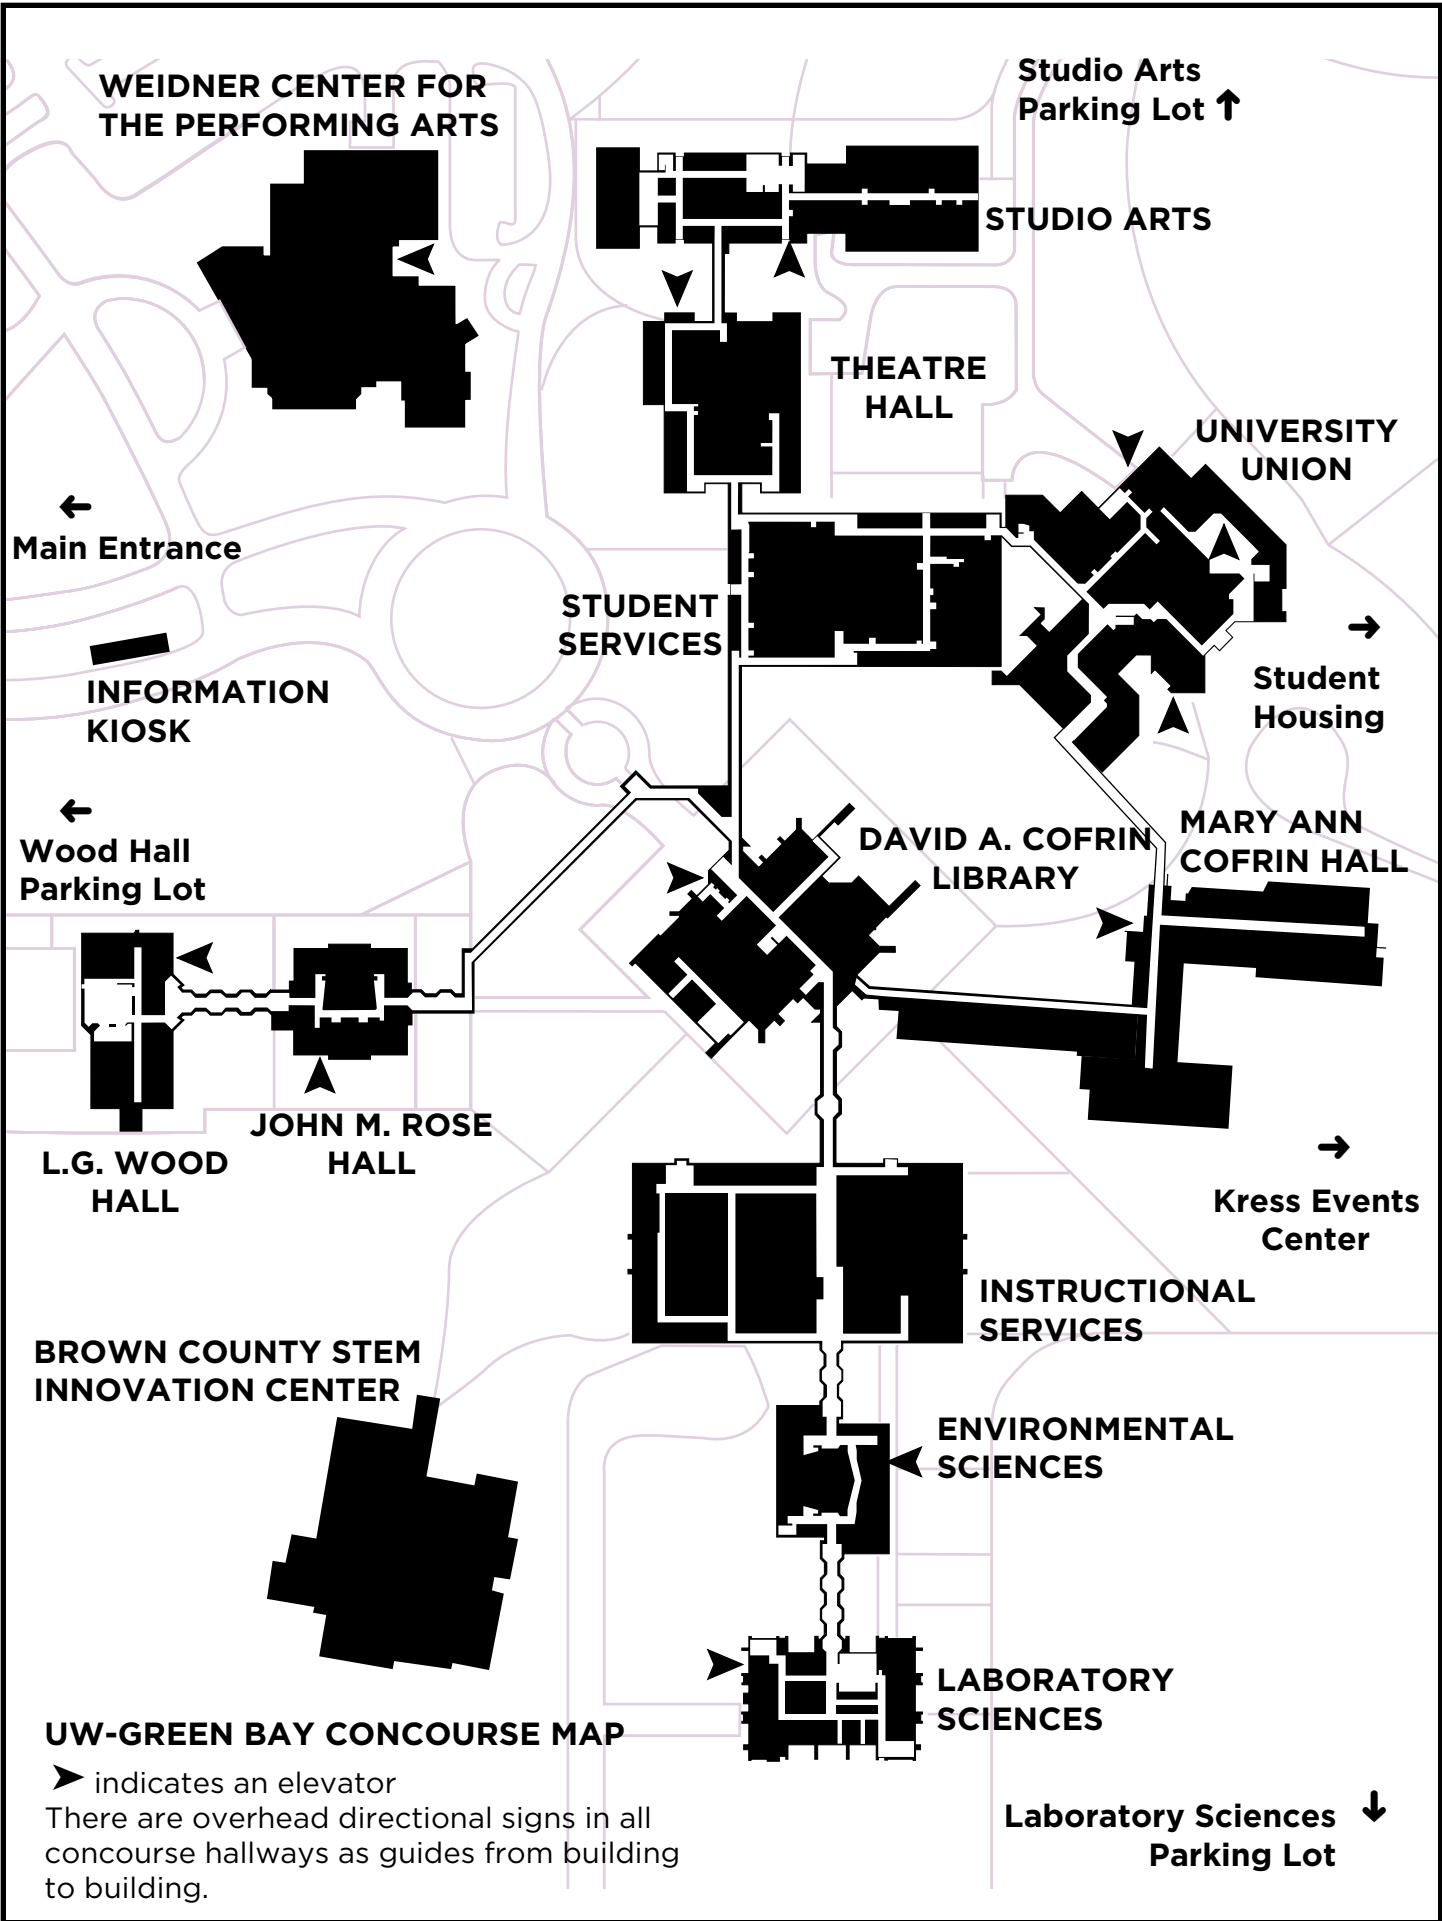 WEIDNER CENTER FOR
THE PERFORMING ARTS
Studio Arts
Parking Lot ↑
STUDIO ARTS
THEATRE
HALL
UNIVERSITY
UNION
←
Main Entrance
STUDENT
SERVICES
→
Student
Housing
INFORMATION
KIOSK
←
Wood Hall
Parking Lot
DAVID A. COFRIN
LIBRARY
MARY ANN
COFRIN HALL
JOHN M. ROSE
HALL
L.G. WOOD
HALL
→
Kress Events
Center
INSTRUCTIONAL
SERVICES
BROWN COUNTY STEM
INNOVATION CENTER
ENVIRONMENTAL
SCIENCES
LABORATORY
SCIENCES
UW-GREEN BAY CONCOURSE MAP
➤ indicates an elevator
There are overhead directional signs in all
concourse hallways as guides from building
to building.
Laboratory Sciences ↓
Parking Lot